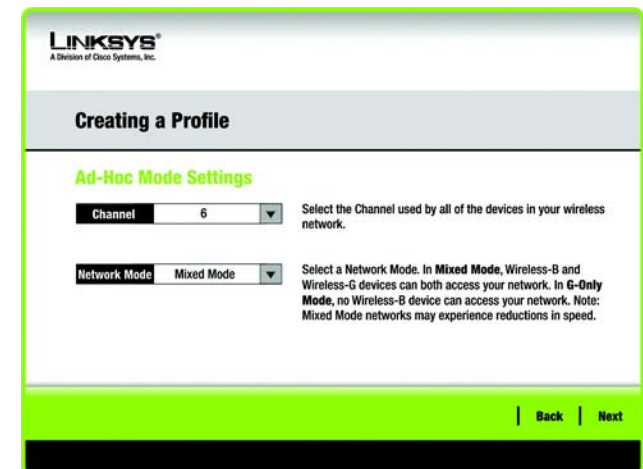 LINKSYS®
A Division of Cisco Systems, Inc.
Creating a Profile
Ad-Hoc Mode Settings
Channel 6
Select the Channel used by all of the devices in your wireless
network.
Network Mode Mixed Mode
Select a Network Mode. In Mixed Mode, Wireless-B and
Wireless-G devices can both access your network. In G-Only
Mode, no Wireless-B device can access your network. Note:
Mixed Mode networks may experience reductions in speed.
Back Next